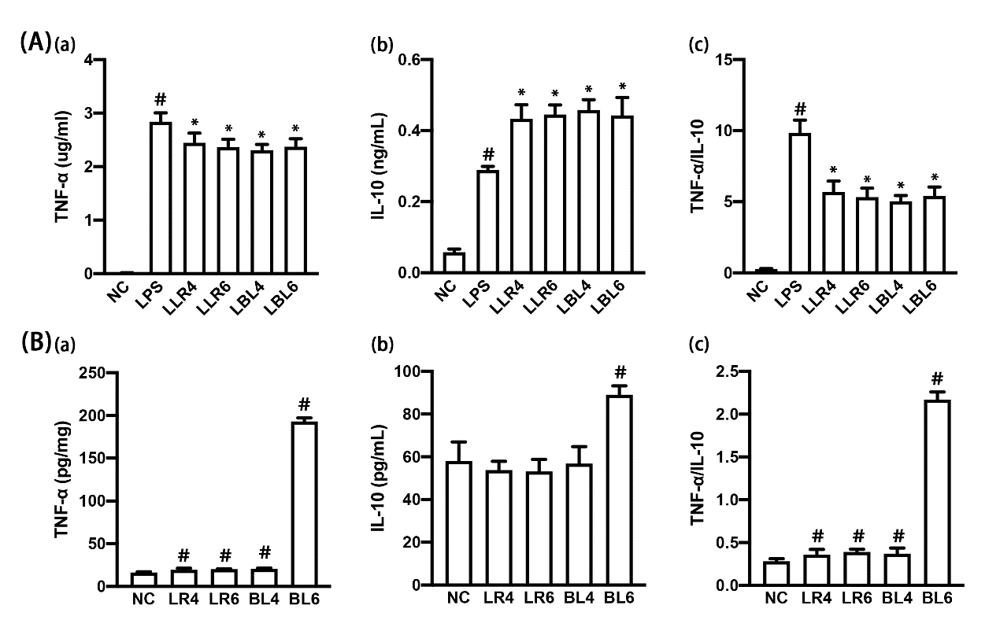 (A) (a)
TNF-α (ug/ml)
4
3
2
1
0
#
*
*
*
*
NC
LPS
LLR4
LLR6
LBL4
LBL6
(b)
IL-10 (ng/mL)
0.6
0.4
0.2
0.0
#
*
*
*
*
NC
LPS
LLR4
LLR6
LBL4
LBL6
(c)
TNF-α/IL-10
15
10
5
0
#
*
*
*
*
NC
LPS
LLR4
LLR6
LBL4
LBL6
(B) (a)
TNF-α (pg/mg)
250
200
150
100
50
0
#
#
#
#
NC LR4 LR6 BL4 BL6
(b)
IL-10 (pg/mL)
100
80
60
40
20
0
#
NC LR4 LR6 BL4 BL6
(c)
TNF-α/IL-10
2.5
2.0
1.5
1.0
0.5
0.0
#
#
#
#
NC LR4 LR6 BL4 BL6